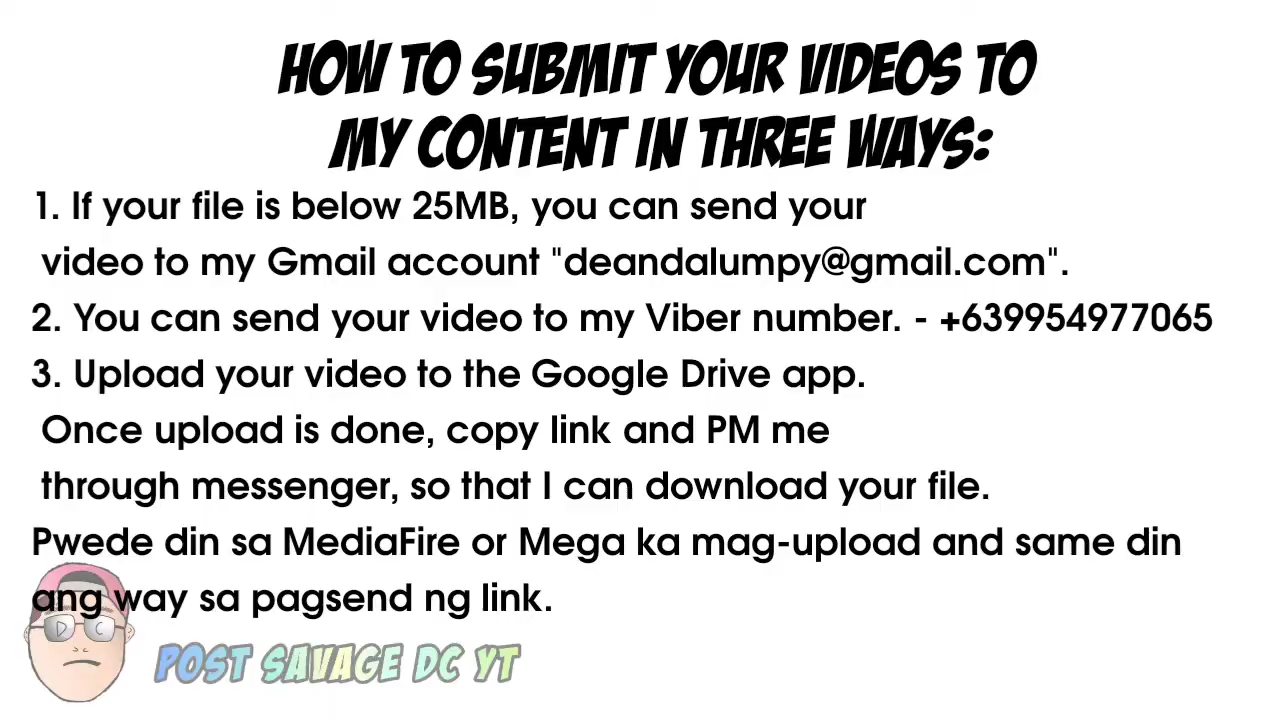 HOW TO SUBMIT YOUR VIDEOS TO
MY CONTENT IN THREE WAYS:
1. If your file is below 25MB, you can send your
video to my Gmail account "deandalumpy@gmail.com".
2. You can send your video to my Viber number. - +639954977065
3. Upload your video to the Google Drive app.
Once upload is done, copy link and PM me
through messenger, so that I can download your file.
Pwede din sa MediaFire or Mega ka mag-upload and same din
ang way sa pagsend ng link.
D C
POST SAVAGE DC YT